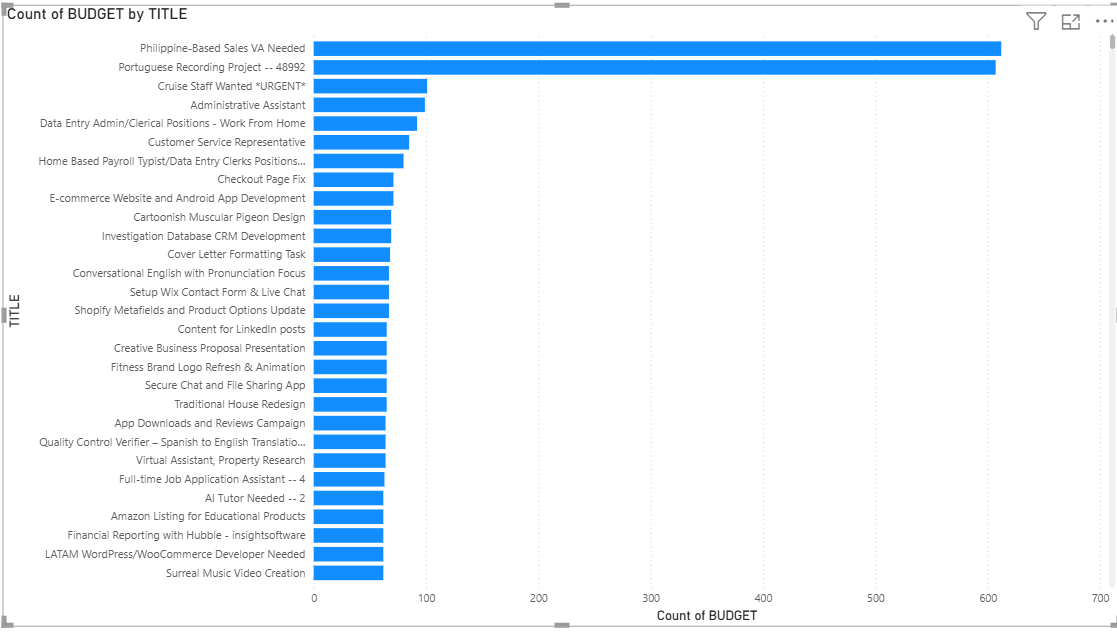 Count of BUDGET by TITLE
Philippine-Based Sales VA Needed
Portuguese Recording Project -- 48992
Cruise Staff Wanted *URGENT*
Administrative Assistant
Data Entry Admin/Clerical Positions - Work From Home
Customer Service Representative
Home Based Payroll Typist/Data Entry Clerks Positions...
Checkout Page Fix
E-commerce Website and Android App Development
Cartoonish Muscular Pigeon Design
Investigation Database CRM Development
Cover Letter Formatting Task
Conversational English with Pronunciation Focus
Setup Wix Contact Form & Live Chat
Shopify Metafields and Product Options Update
Content for LinkedIn posts
Creative Business Proposal Presentation
Fitness Brand Logo Refresh & Animation
Secure Chat and File Sharing App
Traditional House Redesign
App Downloads and Reviews Campaign
Quality Control Verifier – Spanish to English Translatio...
Virtual Assistant, Property Research
Full-time Job Application Assistant -- 4
AI Tutor Needed -- 2
Amazon Listing for Educational Products
Financial Reporting with Hubble - insightsoftware
LATAM WordPress/WooCommerce Developer Needed
Surreal Music Video Creation
TITLE
0 100 200 300 400 500 600 700
Count of BUDGET